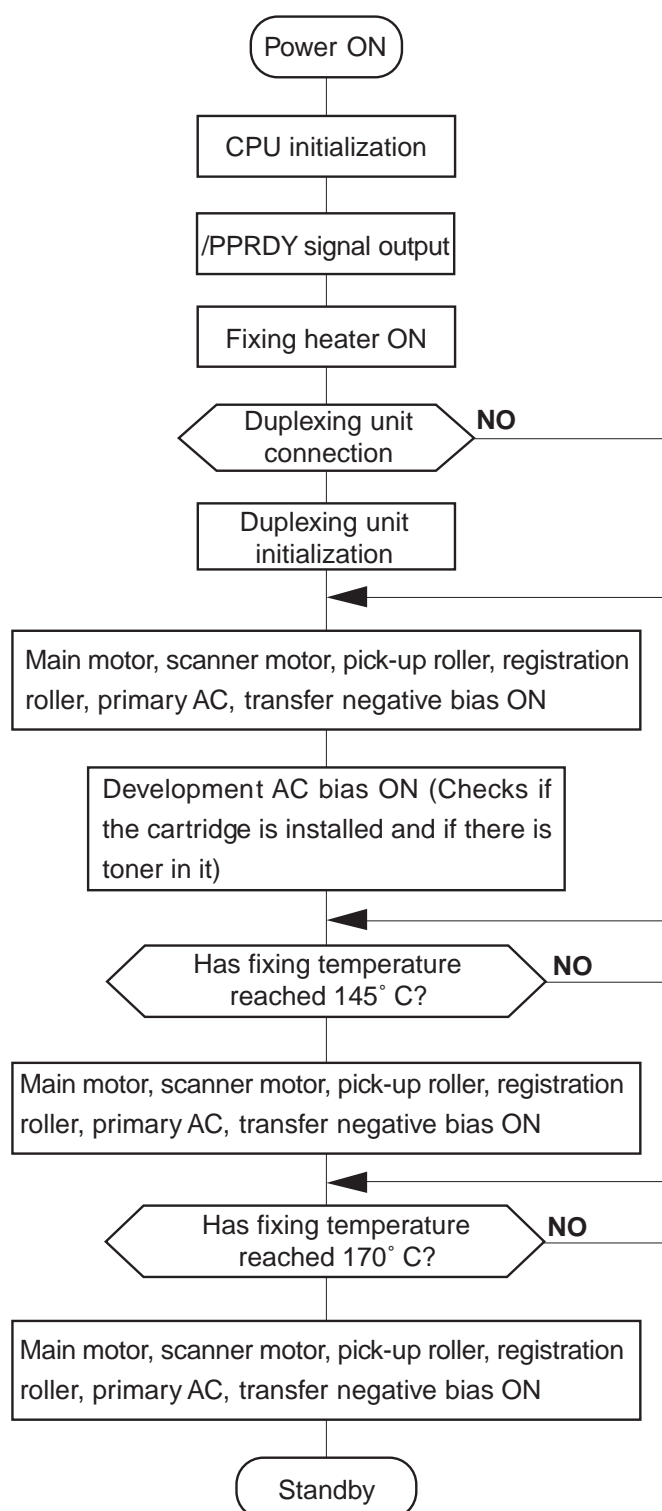 Power ON
CPU initialization
/PPRDY signal output
Fixing heater ON
Duplexing unit
connection
NO
Duplexing unit
initialization
Main motor, scanner motor, pick-up roller, registration
roller, primary AC, transfer negative bias ON
Development AC bias ON (Checks if
the cartridge is installed and if there is
toner in it)
Has fixing temperature
reached 145˚ C?
NO
Main motor, scanner motor, pick-up roller, registration
roller, primary AC, transfer negative bias ON
Has fixing temperature
reached 170˚ C?
NO
Main motor, scanner motor, pick-up roller, registration
roller, primary AC, transfer negative bias ON
Standby